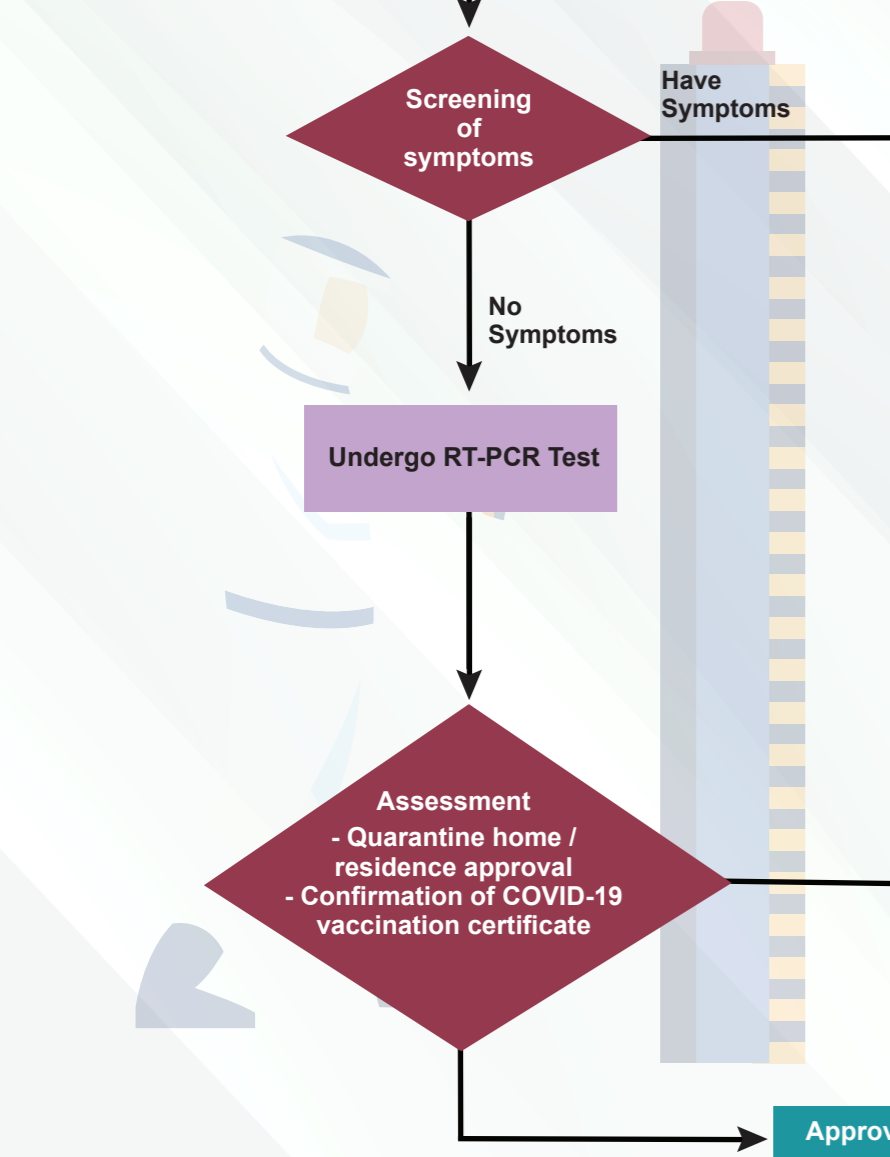 Screening
of
symptoms
Have
Symptoms
No
Symptoms
Undergo RT-PCR Test
Assessment
- Quarantine home /
residence approval
- Confirmation of COVID-19
vaccination certificate